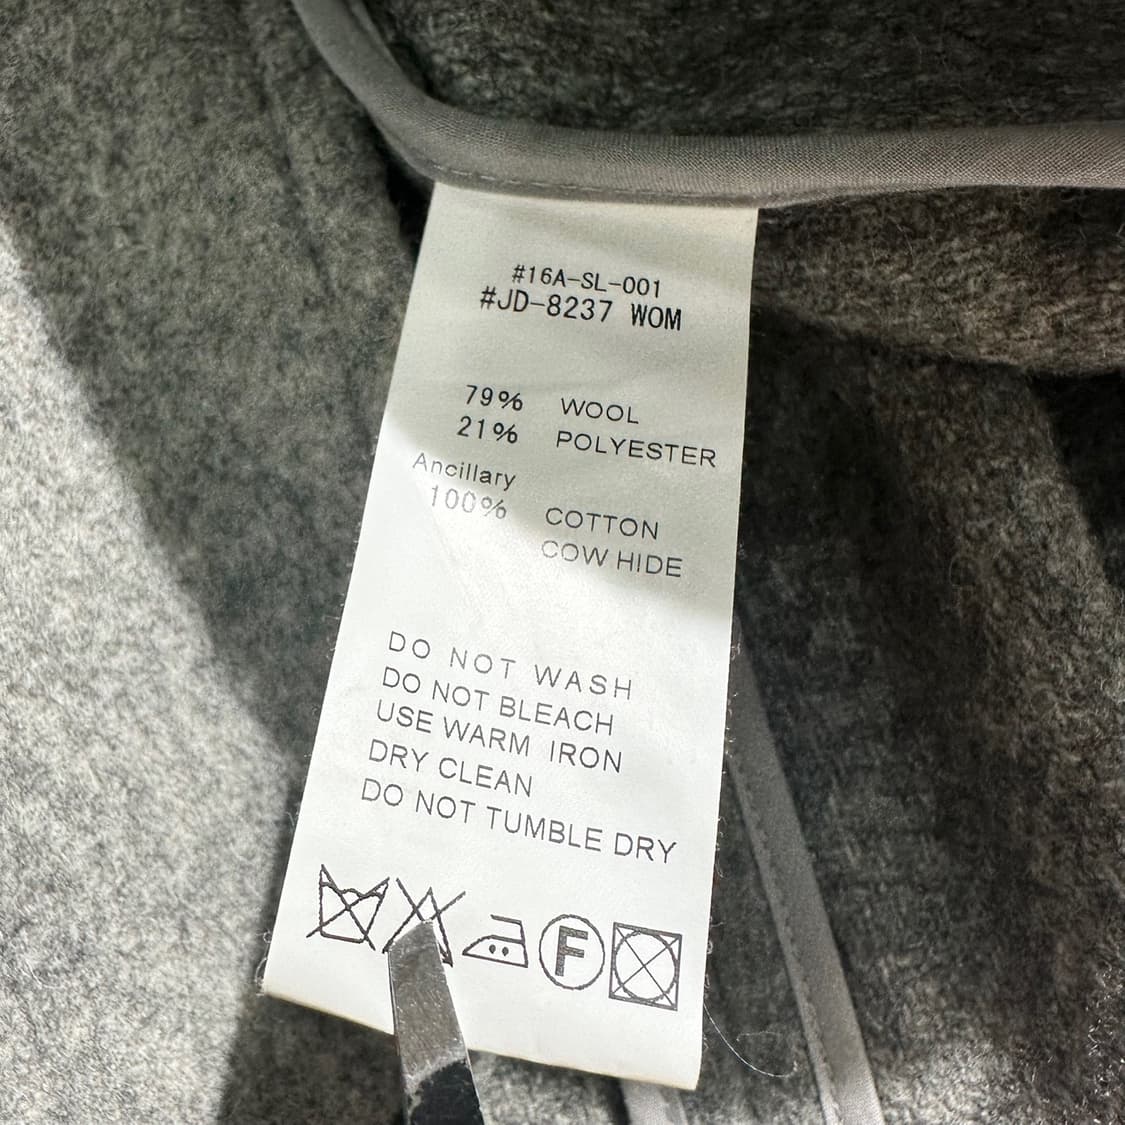 #16A-SL-001
#JD-8237 WOM
79% WOOL
21% POLYESTER
Ancillary
100% COTTON
COW HIDE
DO NOT WASH
DO NOT BLEACH
USE WARM IRON
DRY CLEAN
DO NOT TUMBLE DRY
F